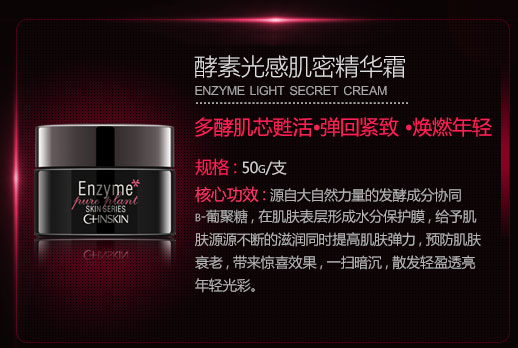 酵素光感肌密精华霜
ENZYME LIGHT SECRET CREAM
多酵肌芯甦活•弹回紧致 •焕燃年轻
规格：50G/支
核心功效：源自大自然力量的发酵成分协同
B-葡聚糖，在肌肤表层形成水分保护膜，给予肌
肤源源不断的滋润同时提高肌肤弹力，预防肌肤
衰老，带来惊喜效果，一扫暗沉，散发轻盈透亮
年轻光彩。
Enzyme*
pure plant
SKIN SERIES
CHNSKIN